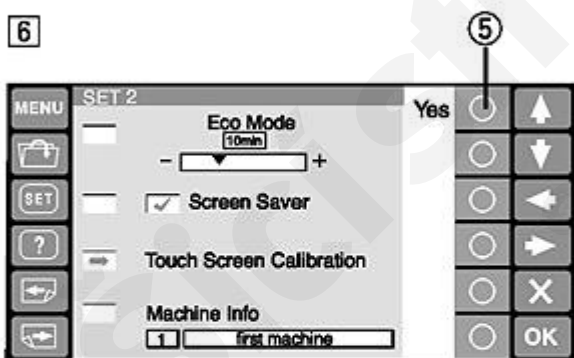 6
5
MENU
SET 2
Yes
Eco Mode
10min
- +
SET
Screen Saver
?
Touch Screen Calibration
Machine Info
1 first machine
OK